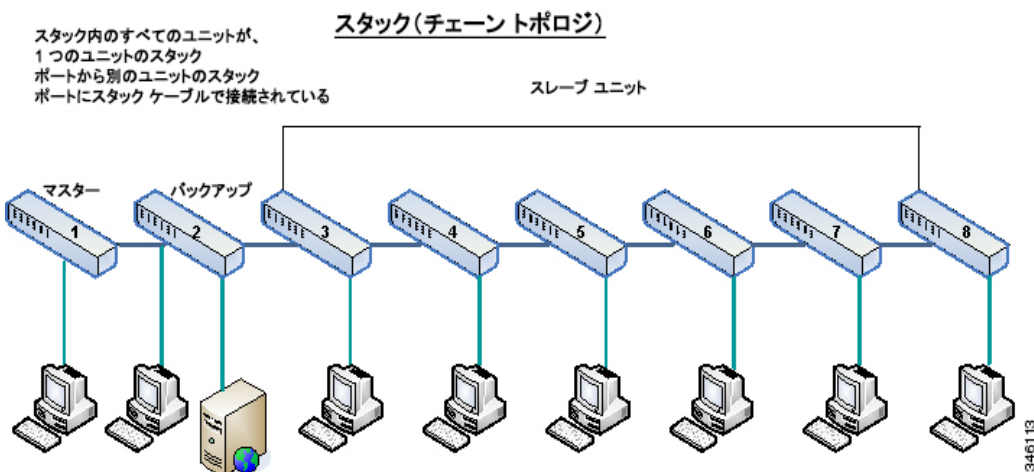 スタック(チェーン トポロジ)
スタック内のすべてのユニットが、
1 つのユニットのスタック
ポートから別のユニットのスタック
ポートにスタック ケーブルで接続されている
スレーブ ユニット
マスター
バックアップ
1
2
3
4
5
6
7
8
346113